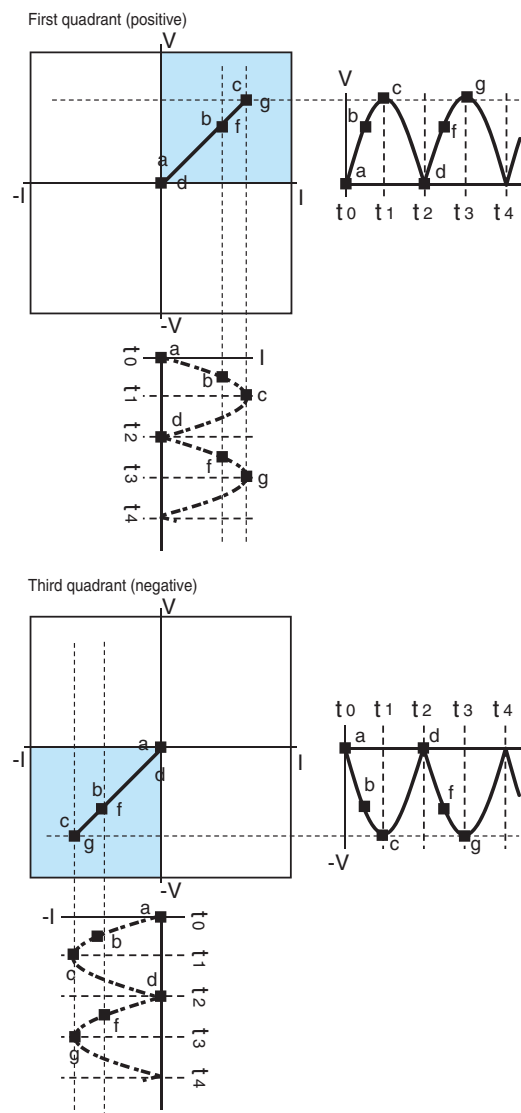 First quadrant (positive)
V
c
g
b
f
a
d
-I
I
-V
V
c
g
b
f
a
d
t0 t1 t2 t3 t4
t0
a
I
b
t1
c
t2
d
f
t3
g
t4
Third quadrant (negative)
V
a
-I
I
d
b
f
c
g
-V
t0 t1 t2 t3 t4
a
d
b
f
c
g
-V
-I
a
t0
b
t1
c
d
t2
f
t3
g
t4